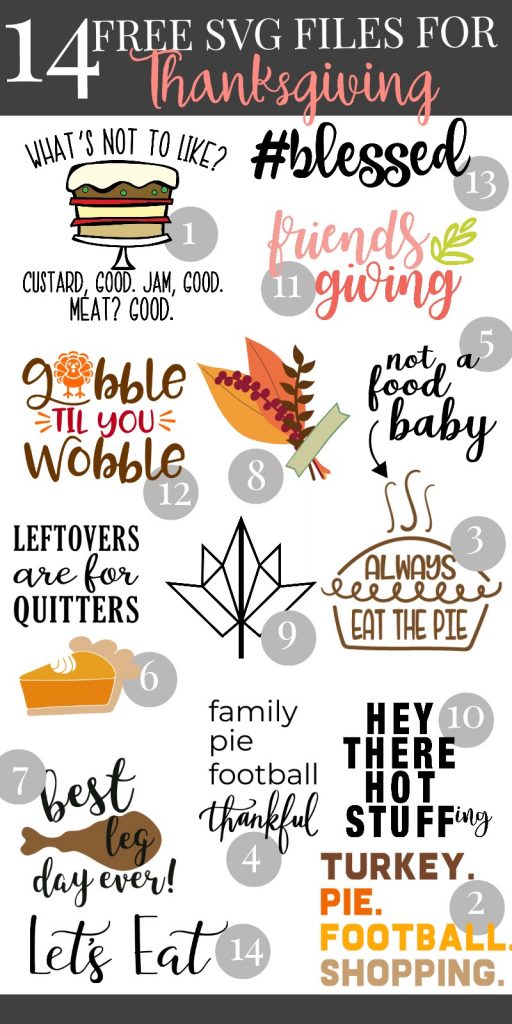 14 FREE SVG FILES FOR
Thanksgiving
WHAT'S NOT TO LIKE?
1
CUSTARD, GOOD. JAM, GOOD.
MEAT? GOOD.
#blessed
13
friends
11 giving
gobble
TIL YOU
Wobble
12
8
5
not a
food
baby
3
ALWAYS
EAT THE PIE
LEFTOVERS
are for
QUITTERS
6
9
family
pie
football
thankful
4
10
HEY
THERE
HOT
STUFFing
7
best
leg
day ever!
TURKEY.
PIE.
2
FOOTBALL.
SHOPPING.
Let's Eat
14